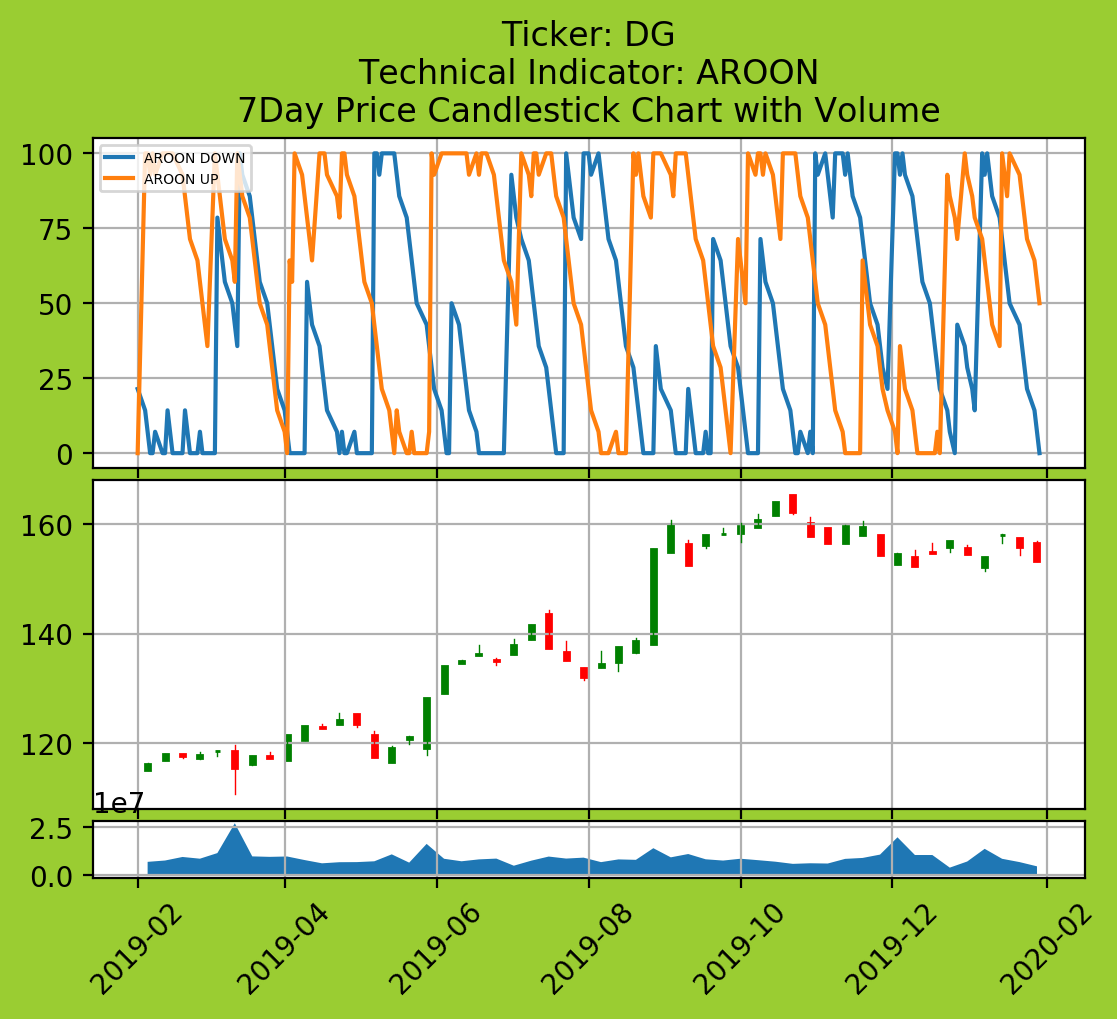 Ticker: DG
Technical Indicator: AROON
7Day Price Candlestick Chart with Volume
100
75
50
25
0
AROON DOWN
AROON UP
160
140
120
1e7
2.5
0.0
2019-02
2019-04
2019-06
2019-08
2019-10
2019-12
2020-02